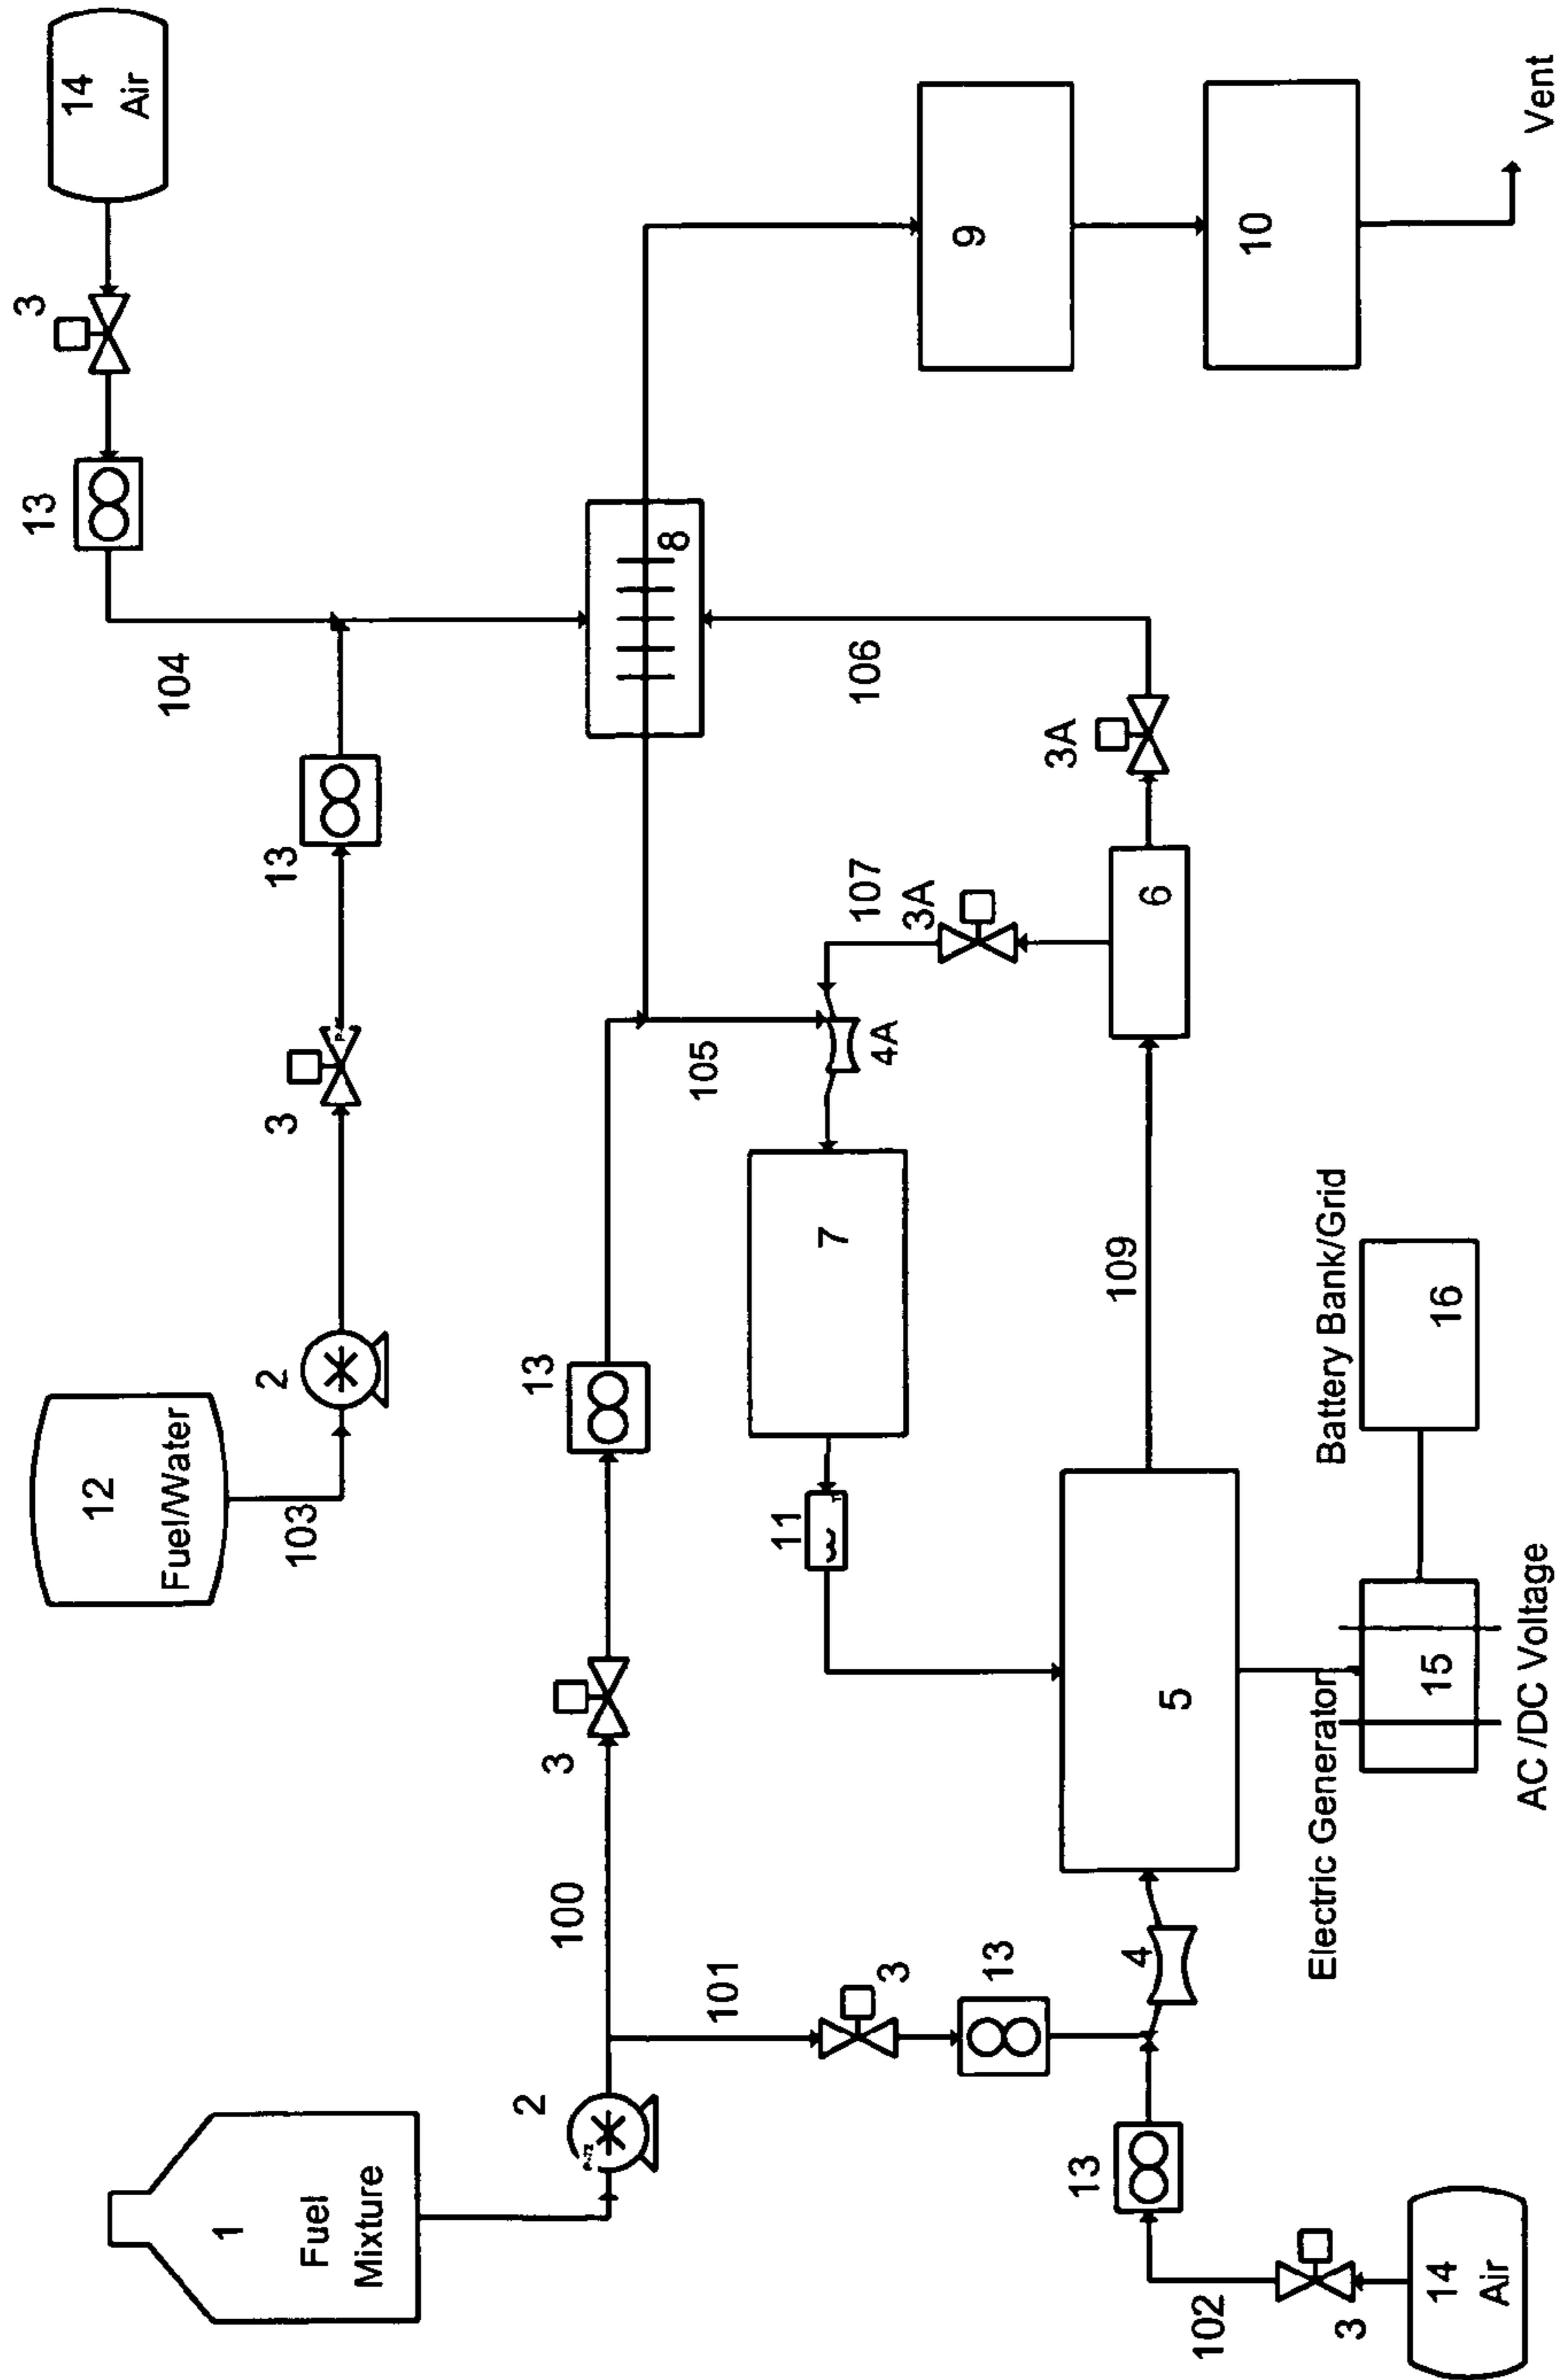 13
3
12
14
Air
Fuel/Water
104
1
2
3
13
103
Fuel
Mixture
2
100
3
13
8
101
105
11
7
107
106
4A
3
3A
9
13
3A
13
109
4
6
5
102
10
Electric Generator
Battery Bank/Grid
3
14
15
16
Air
AC /DC Voltage
Vent